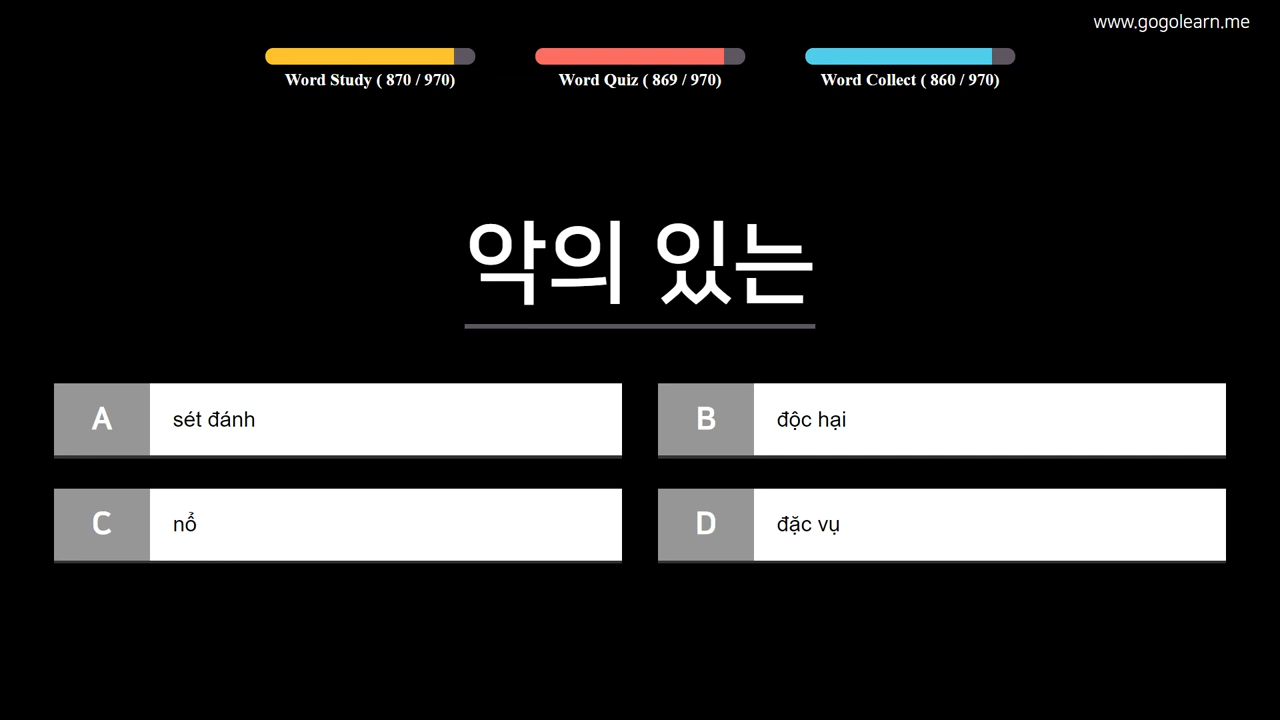 www.gogolearn.me
Word Study ( 870 / 970)
Word Quiz ( 869 / 970)
Word Collect ( 860 / 970)
악의 있는
A sét đánh
B độc hại
C nổ
D đặc vụ